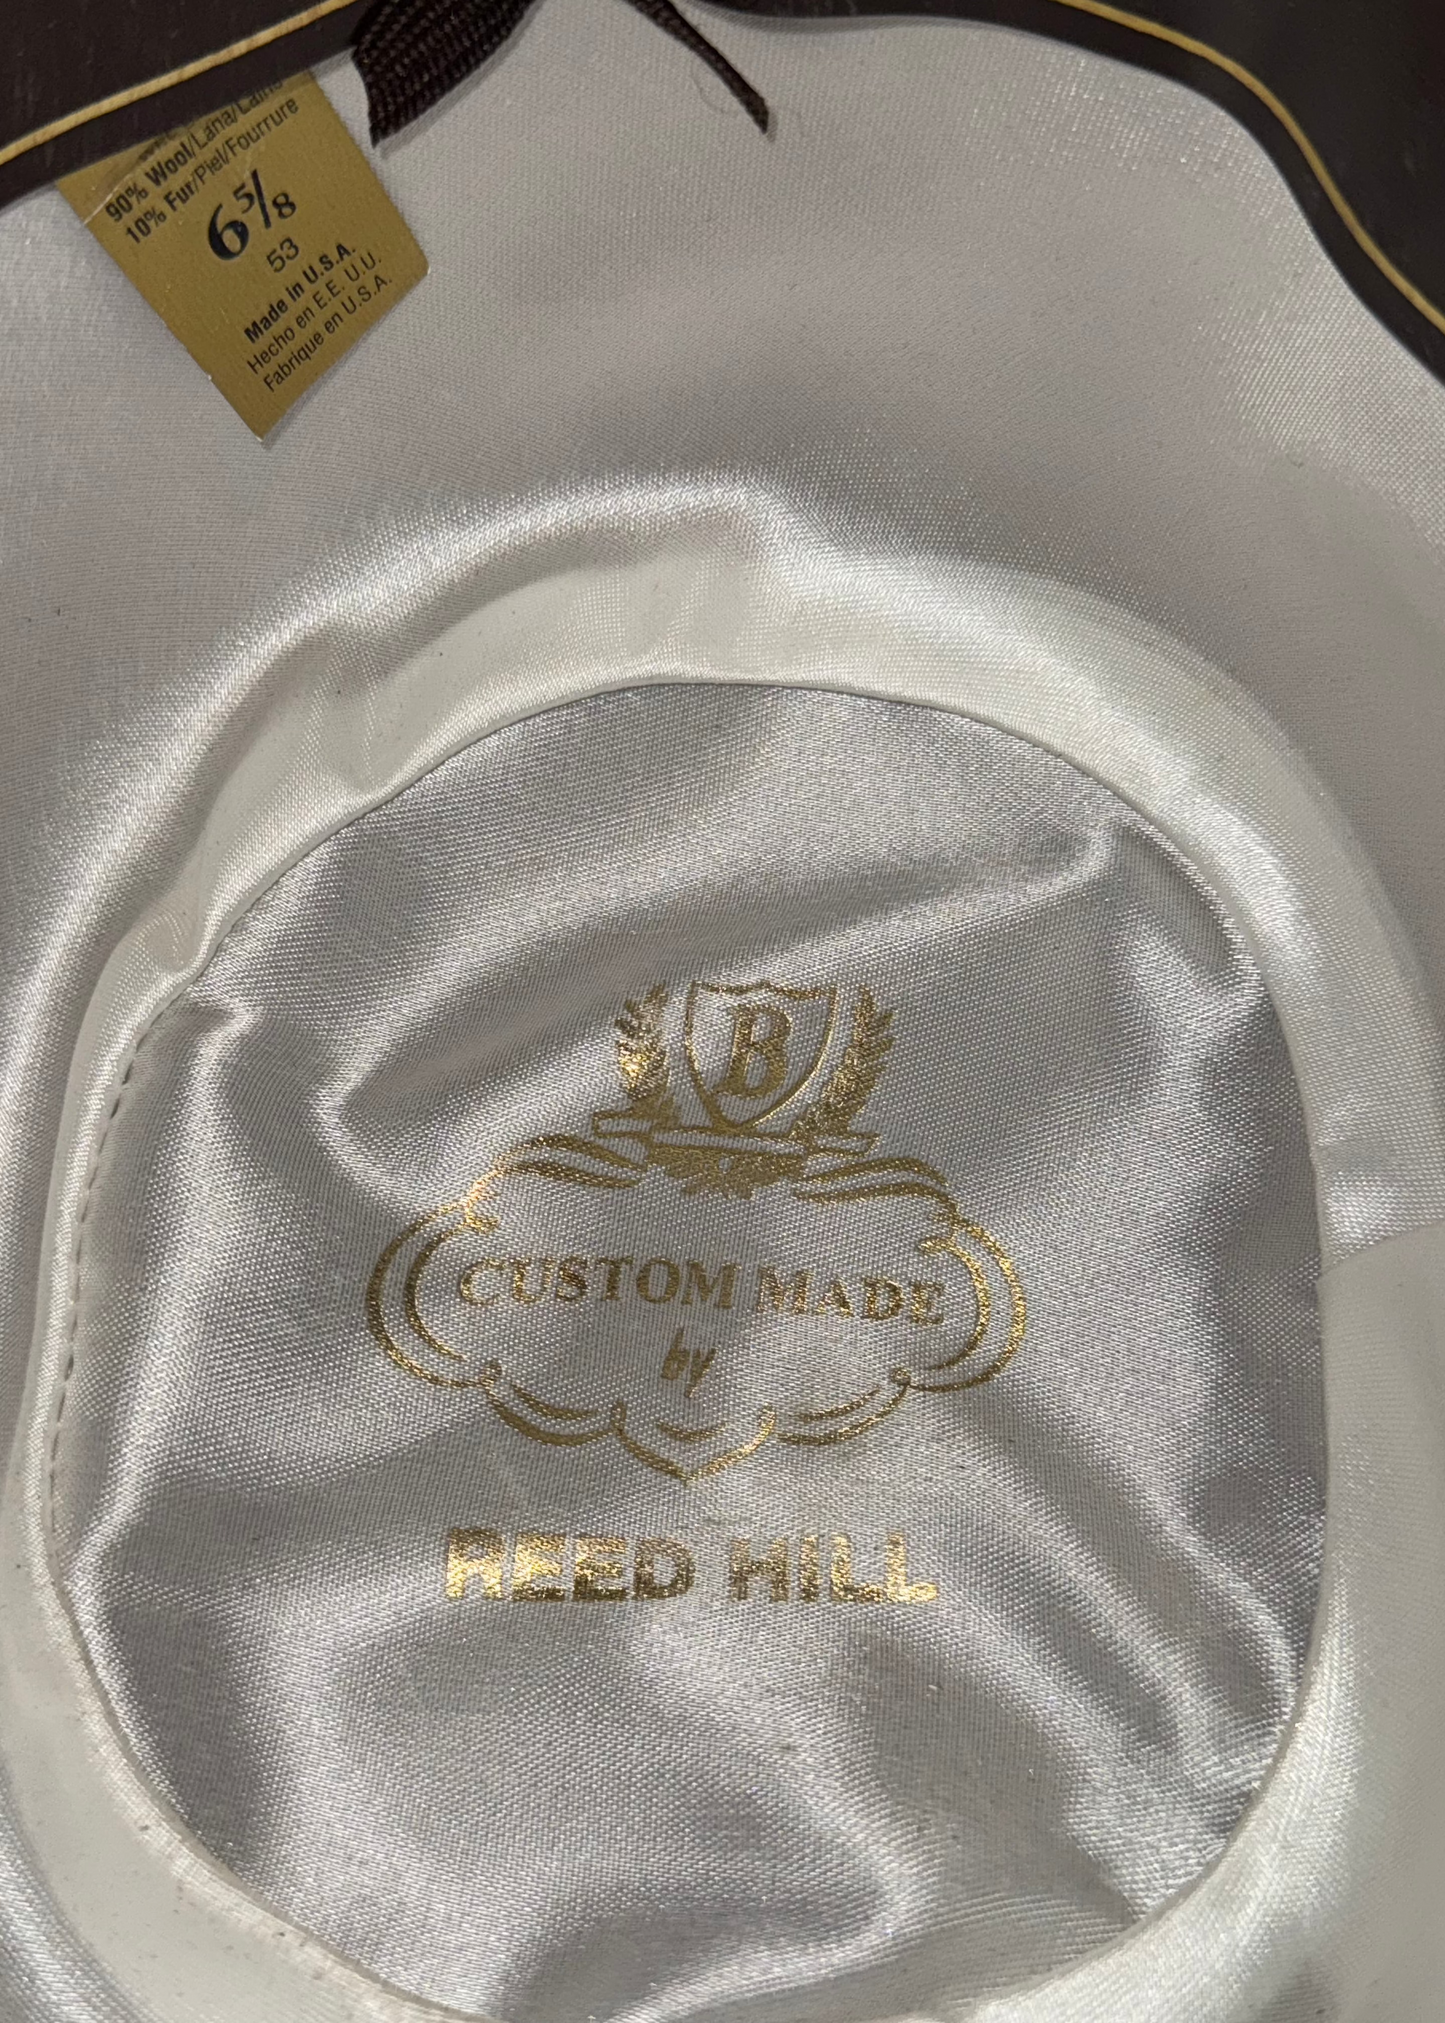 90% Wool/Lana/Laine
10% Fur/Piel/Fourrure
6 5/8
53
Made in U.S.A.
Hecho en E.E. U.U.
Fabrique en U.S.A.
B
CUSTOM MADE
by
REED HILL